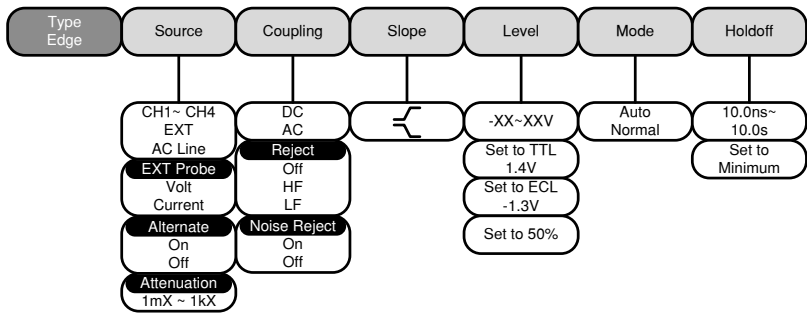 Type
Edge
Source
Coupling
Slope
Level
Mode
Holdoff
CH1~ CH4
EXT
AC Line
EXT Probe
Volt
Current
Alternate
On
Off
Attenuation
1mX ~ 1kX
DC
AC
Reject
Off
HF
LF
Noise Reject
On
Off
-XX~XXV
Set to TTL
1.4V
Set to ECL
-1.3V
Set to 50%
Auto
Normal
10.0ns~
10.0s
Set to
Minimum